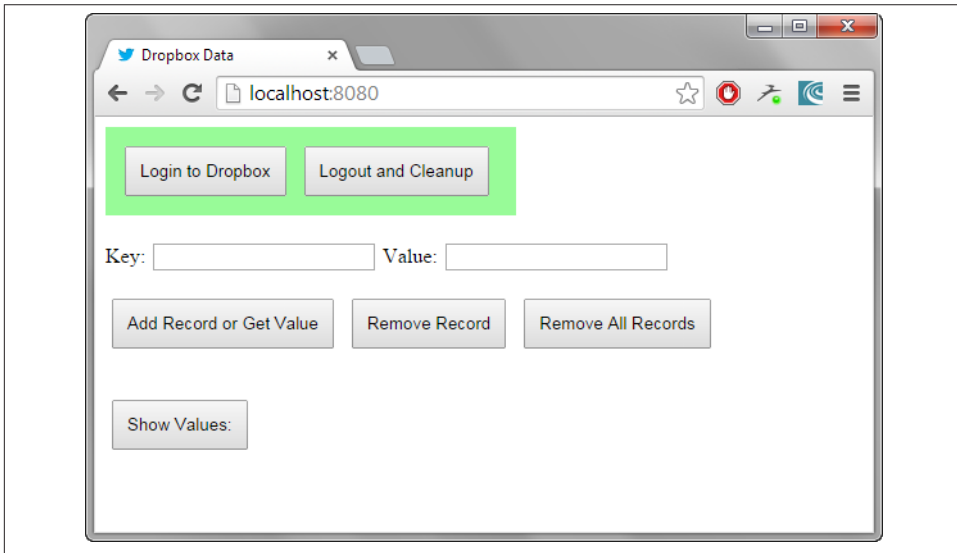 Dropbox Data
localhost:8080
Login to Dropbox Logout and Cleanup
Key: Value:
Add Record or Get Value Remove Record Remove All Records
Show Values: